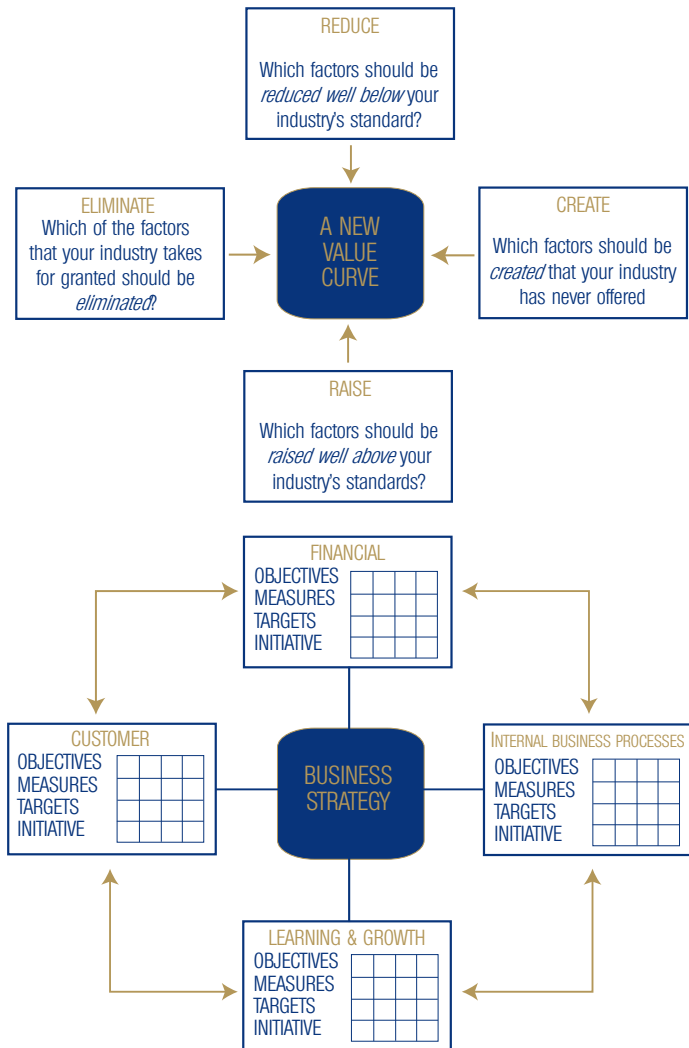 REDUCE
Which factors should be
reduced well below your
industry's standard?
ELIMINATE
Which of the factors
that your industry takes
for granted should be
eliminated?
A NEW
VALUE
CURVE
CREATE
Which factors should be
created that your industry
has never offered
RAISE
Which factors should be
raised well above your
industry's standards?
FINANCIAL
OBJECTIVES
MEASURES
TARGETS
INITIATIVE
CUSTOMER
OBJECTIVES
MEASURES
TARGETS
INITIATIVE
BUSINESS
STRATEGY
INTERNAL BUSINESS PROCESSES
OBJECTIVES
MEASURES
TARGETS
INITIATIVE
LEARNING & GROWTH
OBJECTIVES
MEASURES
TARGETS
INITIATIVE